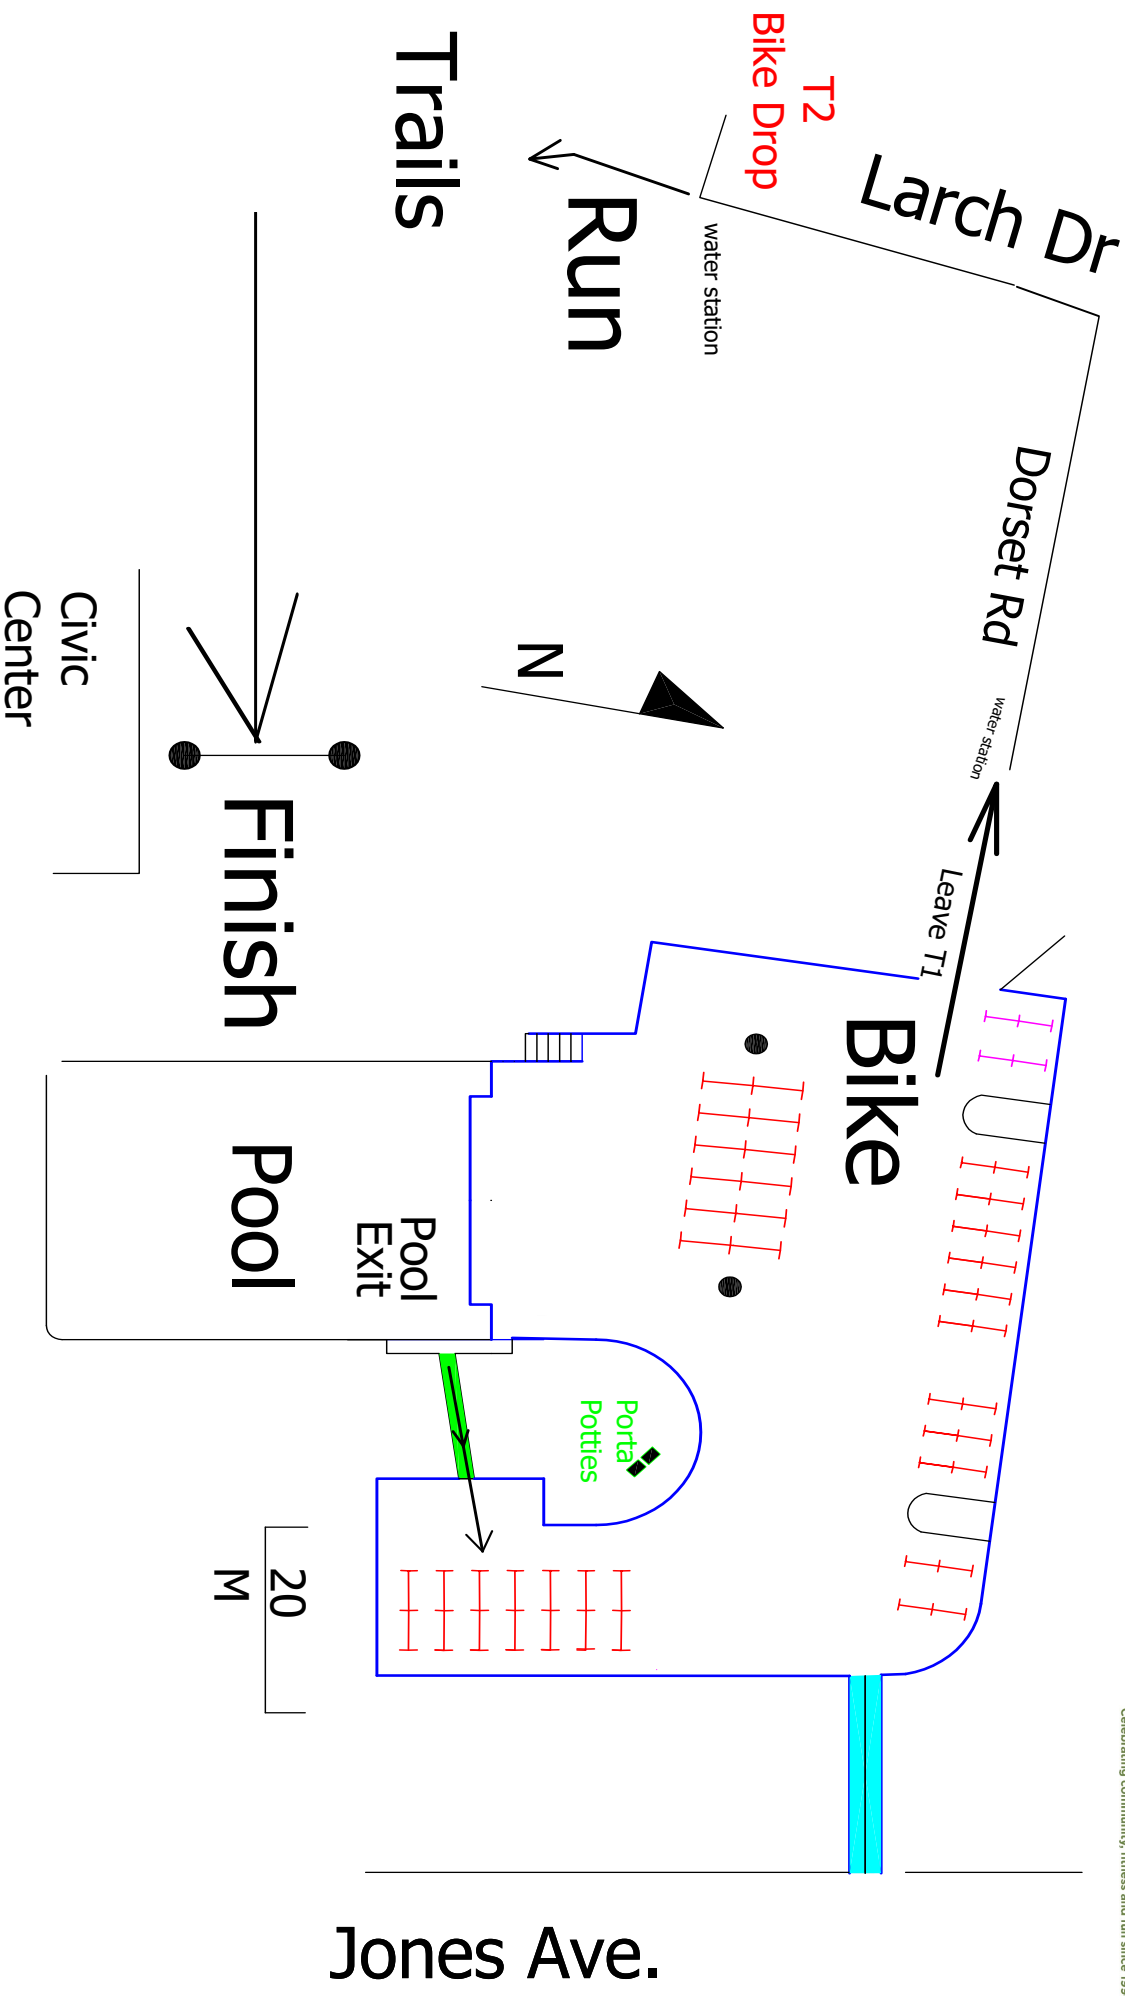 T2
Bike Drop
Larch Dr
Trails
Run
water station
Dorset Rd
water station
N
Civic
Center
Leave T1
Finish
Bike
Pool
Pool
Exit
Porta
Potties
20
M
Jones Ave.